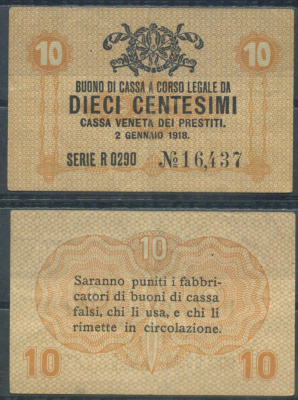 10 10
BUONO DI CASSA A CORSO LEGALE DA
DIECI CENTESIMI
CASSA VENETA DEI PRESTITI.
2 GENNAIO 1918.
SERIE R 0290 No 16,437
10
Saranno puniti i fabbri-
catori di buoni di cassa
falsi, chi li usa, e chi li
rimette in circolazione.
10 10